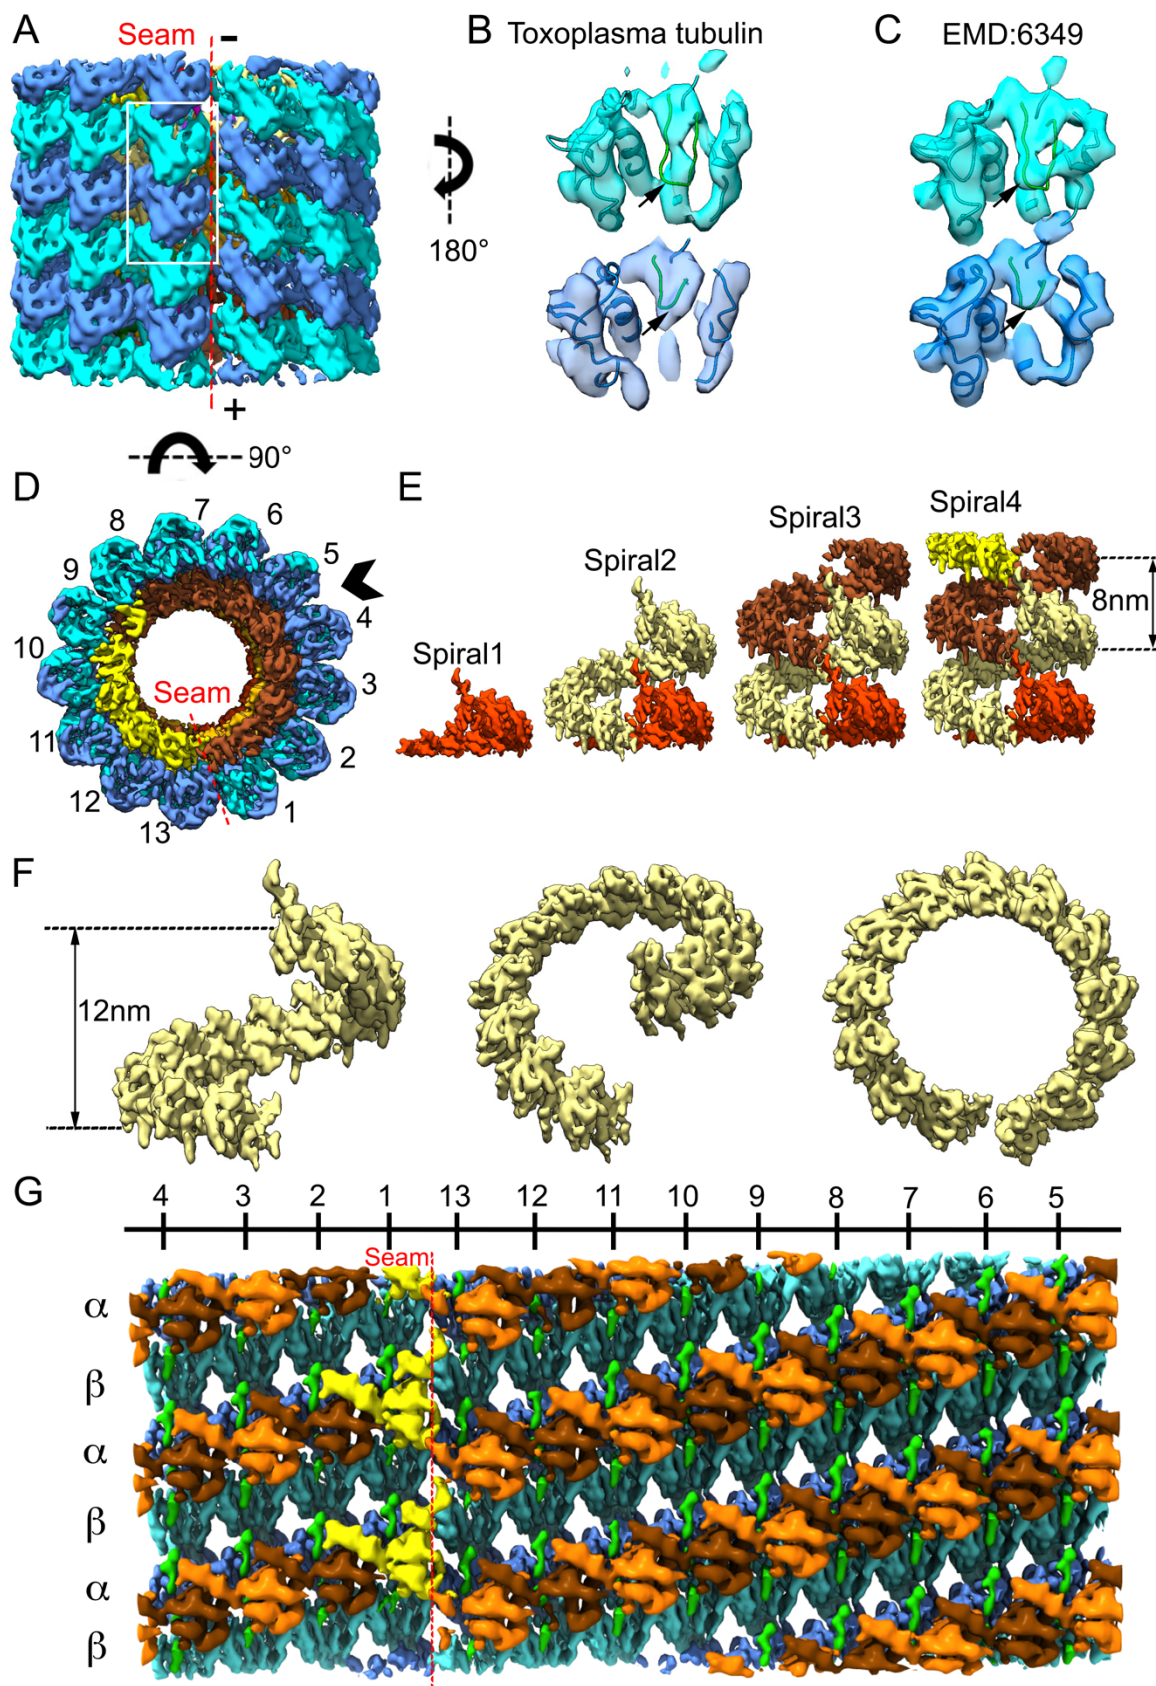 A
Seam
−
+
180°
B Toxoplasma tubulin
C EMD:6349
90°
D
7
6
8
5
9
4
10
3
Seam
11
2
12
1
13
E
Spiral1
Spiral2
Spiral3
Spiral4
8nm
F
12nm
G
4 3 2 1 13 12 11 10 9 8 7 6 5
Seam
α
β
α
β
α
β